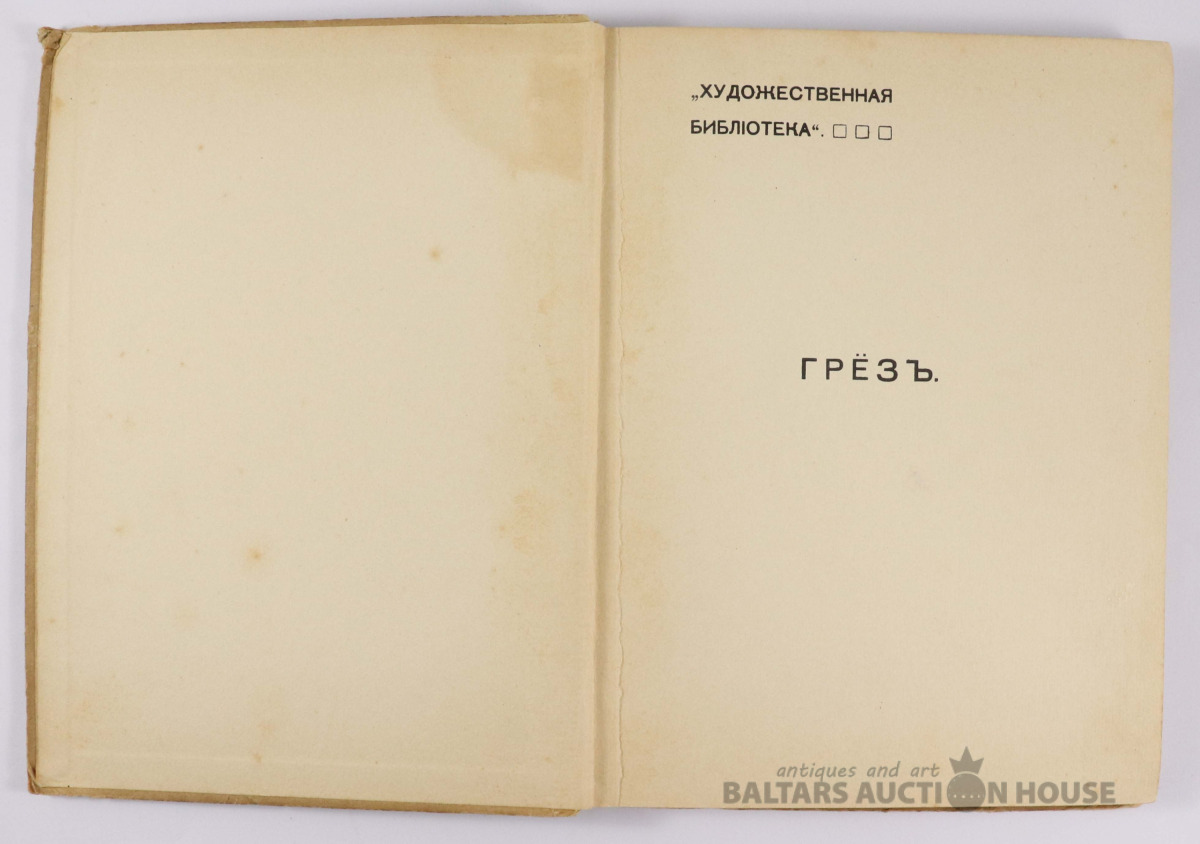 „ХУДОЖЕСТВЕННАЯ
БИБЛІОТЕКА“. □ □ □
ГРЁЗЪ.
antiques and art
BALTARS AUCTION HOUSE